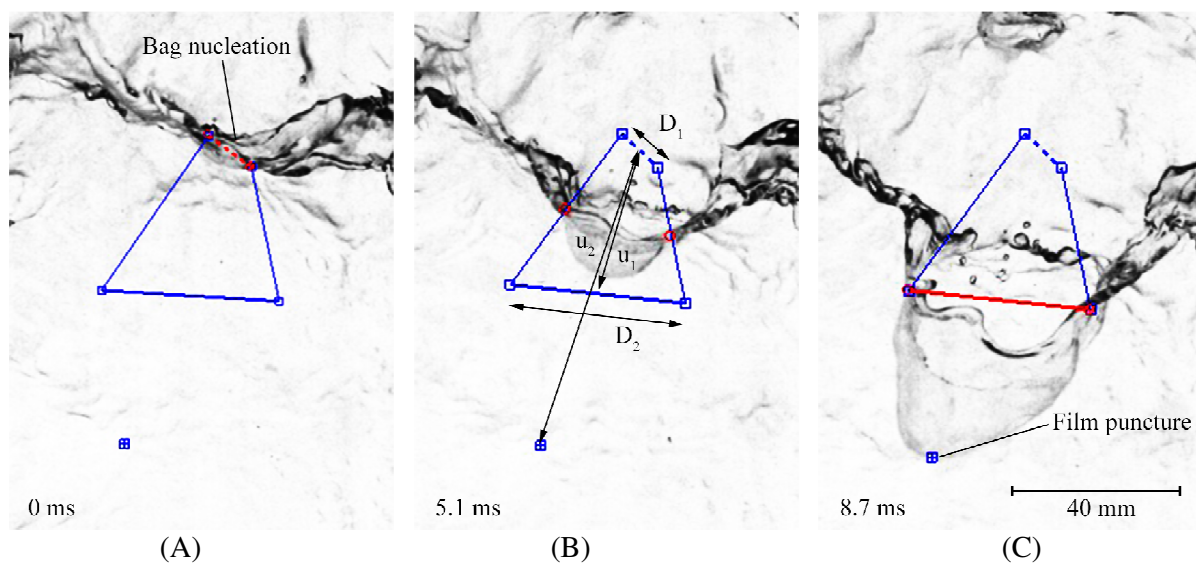 Bag nucleation
0 ms
(A)
D1
u2
u1
D2
5.1 ms
(B)
Film puncture
8.7 ms
40 mm
(C)